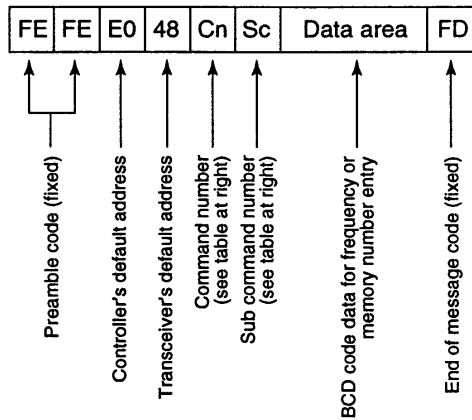 FE FE E0 48 Cn Sc Data area FD
Preamble code (fixed)
Controller's default address
Transceiver's default address
Command number
(see table at right)
Sub command number
(see table at right)
BCD code data for frequency or
memory number entry
End of message code (fixed)